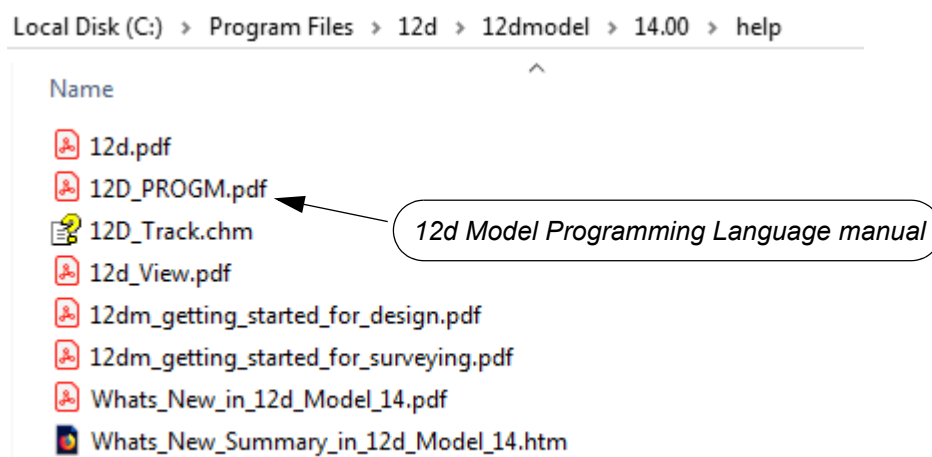 Local Disk (C:) > Program Files > 12d > 12dmodel > 14.00 > help
Name
12d.pdf
12D_PROGM.pdf
12D_Track.chm
12d Model Programming Language manual
12d_View.pdf
12dm_getting_started_for_design.pdf
12dm_getting_started_for_surveying.pdf
Whats_New_in_12d_Model_14.pdf
Whats_New_Summary_in_12d_Model_14.htm